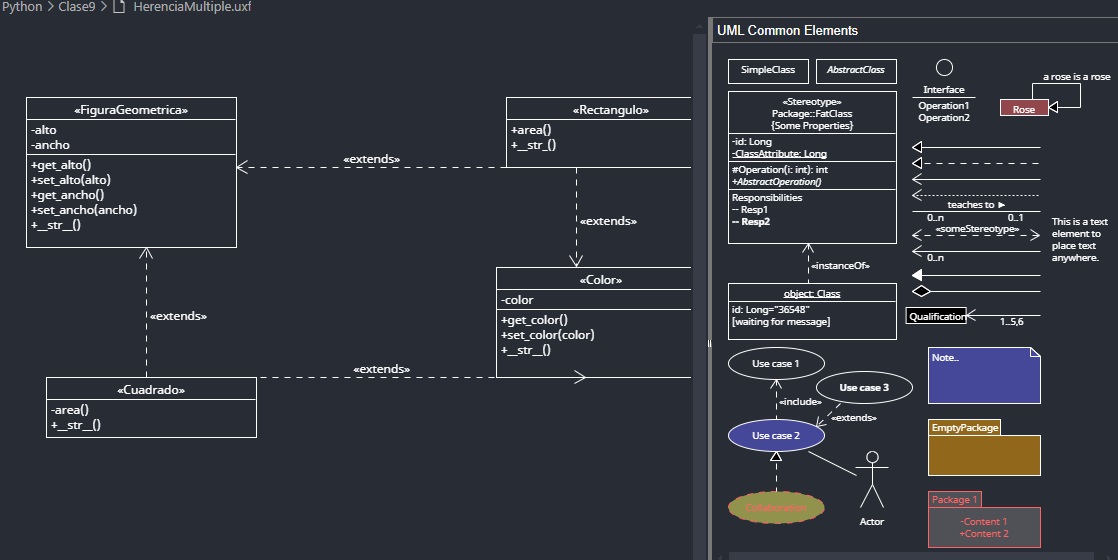 Python > Clase9 > HerenciaMultiple.uxf
«FiguraGeometrica»
-alto
-ancho
+get_alto()
+set_alto(alto)
+get_ancho()
+set_ancho(ancho)
+__str__()
«extends»
«Rectangulo»
+area()
+__str_()
«extends»
«Color»
-color
+get_color()
+set_color(color)
+__str__()
«extends»
«extends»
«Cuadrado»
-area()
+__str__()
UML Common Elements
SimpleClass
AbstractClass
Interface
Operation1
Operation2
a rose is a rose
Rose
«Stereotype»
Package::FatClass
{Some Properties}
-id: Long
-ClassAttribute: Long
#Operation(i: int): int
+AbstractOperation()
Responsibilities
-- Resp1
-- Resp2
teaches to ►
0..n 0..1
«someStereotype»
0..n
This is a text
element to
place text
anywhere.
«instanceOf»
object: Class
id: Long="36548"
[waiting for message]
Qualification
1..5,6
Use case 1
Use case 3
«include»
«extends»
Use case 2
Collaboration
Actor
Note..
EmptyPackage
Package 1
-Content 1
+Content 2